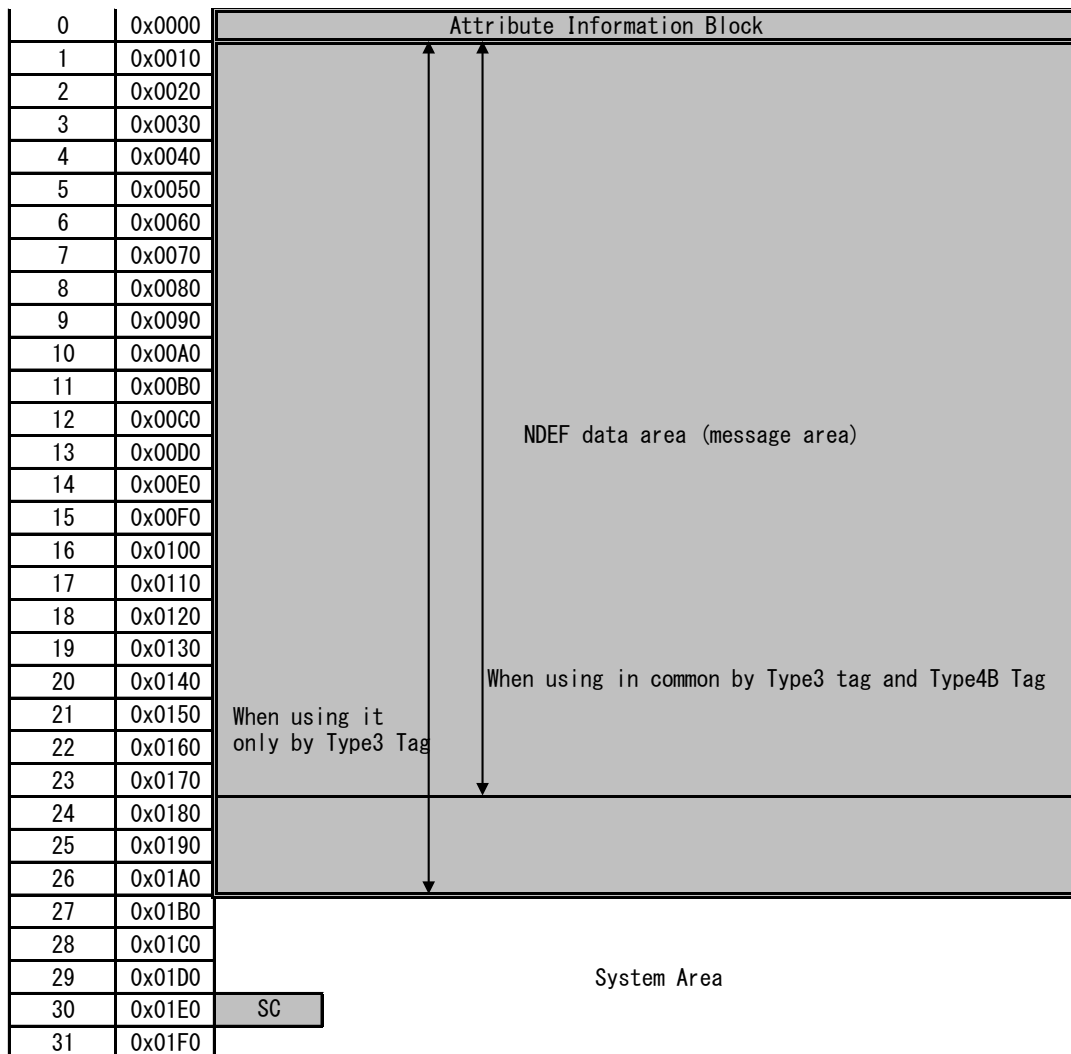 0 0x0000 Attribute Information Block
1 0x0010
2 0x0020
3 0x0030
4 0x0040
5 0x0050
6 0x0060
7 0x0070
8 0x0080
9 0x0090
10 0x00A0
11 0x00B0
12 0x00C0
NDEF data area (message area)
13 0x00D0
14 0x00E0
15 0x00F0
16 0x0100
17 0x0110
18 0x0120
19 0x0130
20 0x0140 When using in common by Type3 tag and Type4B Tag
21 0x0150 When using it
22 0x0160 only by Type3 Tag
23 0x0170
24 0x0180
25 0x0190
26 0x01A0
27 0x01B0
28 0x01C0
29 0x01D0 System Area
30 0x01E0 SC
31 0x01F0